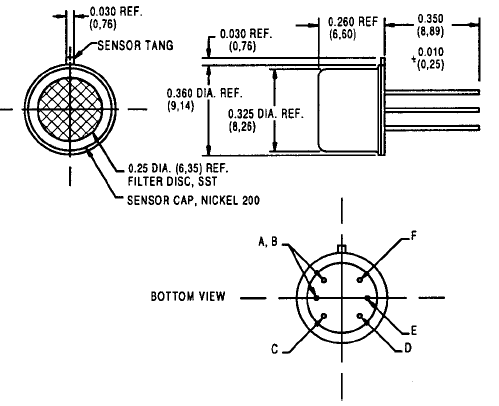 0.030 REF.
(0,76)
SENSOR TANG
0.030 REF.
(0,76)
0.260 REF
(6,60)
0.350
(8,89)
±0.010
(0,25)
0.360 DIA. REF.
(9,14)
0.325 DIA. REF.
(8,26)
0.25 DIA. (6,35) REF.
FILTER DISC, SST
SENSOR CAP, NICKEL 200
A, B
F
BOTTOM VIEW
E
C
D